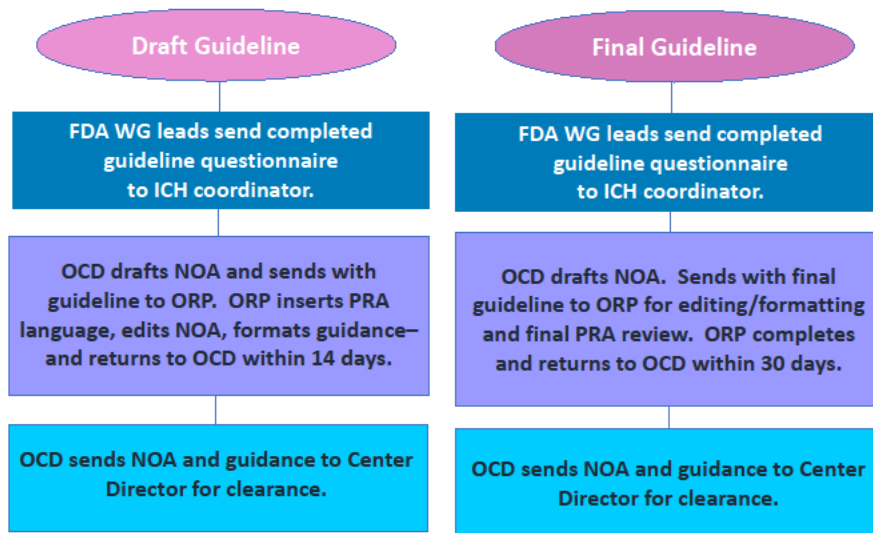 Draft Guideline
FDA WG leads send completed
guideline questionnaire
to ICH coordinator.
OCD drafts NOA and sends with
guideline to ORP.  ORP inserts PRA
language, edits NOA, formats guidance–
and returns to OCD within 14 days.
OCD sends NOA and guidance to Center
Director for clearance.
Final Guideline
FDA WG leads send completed
guideline questionnaire
to ICH coordinator.
OCD drafts NOA.  Sends with final
guideline to ORP for editing/formatting
and final PRA review.  ORP completes
and returns to OCD within 30 days.
OCD sends NOA and guidance to Center
Director for clearance.